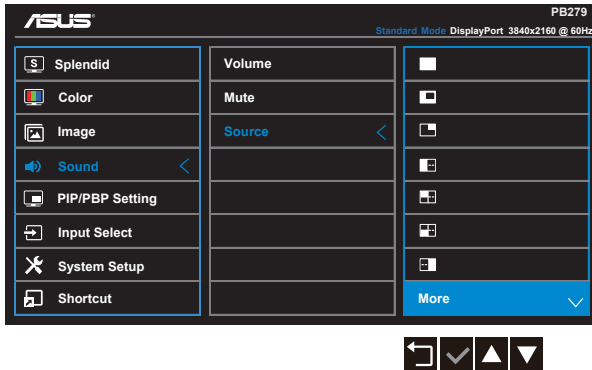 ASUS
PB279
Standard Mode DisplayPort 3840x2160 @ 60Hz
S Splendid
Color
Image
Sound
PIP/PBP Setting
Input Select
System Setup
Shortcut
Volume
Mute
Source
More